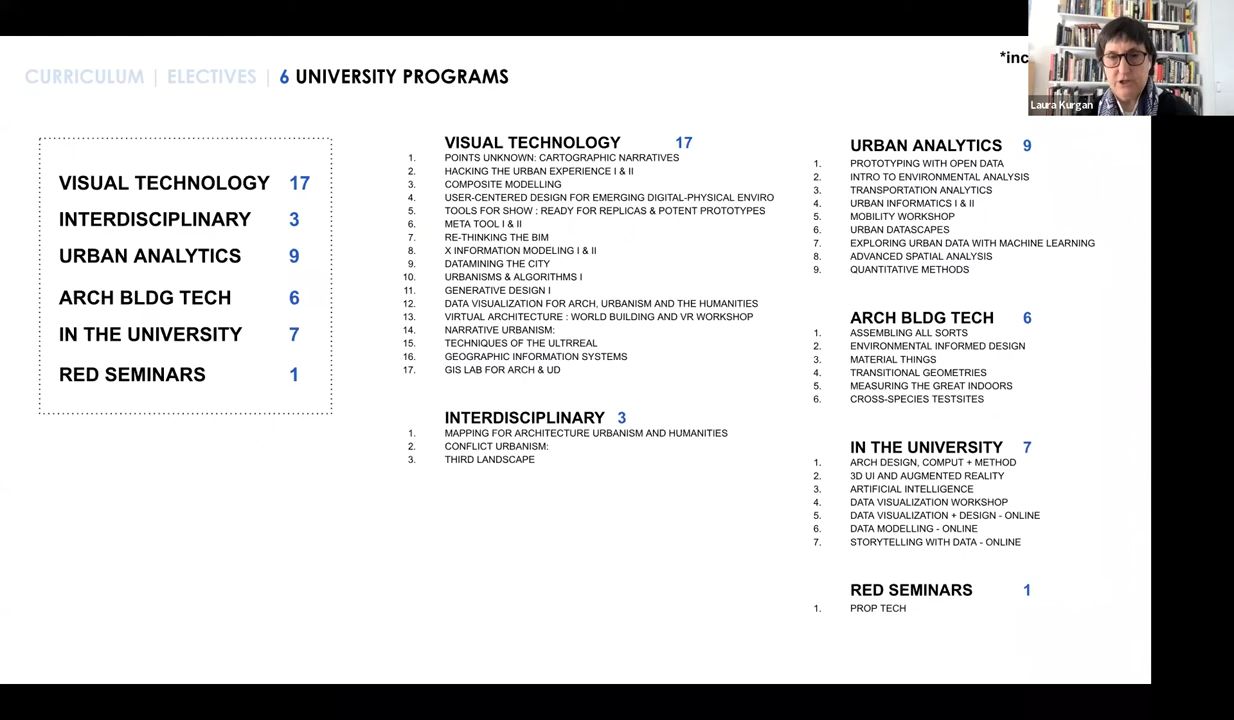 *inc
Laura Kurgan
CURRICULUM | ELECTIVES | 6 UNIVERSITY PROGRAMS
VISUAL TECHNOLOGY 17
INTERDISCIPLINARY 3
URBAN ANALYTICS 9
ARCH BLDG TECH 6
IN THE UNIVERSITY 7
RED SEMINARS 1
VISUAL TECHNOLOGY 17
1. POINTS UNKNOWN: CARTOGRAPHIC NARRATIVES
2. HACKING THE URBAN EXPERIENCE I & II
3. COMPOSITE MODELLING
4. USER-CENTERED DESIGN FOR EMERGING DIGITAL-PHYSICAL ENVIRO
5. TOOLS FOR SHOW : READY FOR REPLICAS & POTENT PROTOTYPES
6. META TOOL I & II
7. RE-THINKING THE BIM
8. X INFORMATION MODELING I & II
9. DATAMINING THE CITY
10. URBANISMS & ALGORITHMS I
11. GENERATIVE DESIGN I
12. DATA VISUALIZATION FOR ARCH, URBANISM AND THE HUMANITIES
13. VIRTUAL ARCHITECTURE : WORLD BUILDING AND VR WORKSHOP
14. NARRATIVE URBANISM:
15. TECHNIQUES OF THE ULTRREAL
16. GEOGRAPHIC INFORMATION SYSTEMS
17. GIS LAB FOR ARCH & UD
INTERDISCIPLINARY 3
1. MAPPING FOR ARCHITECTURE URBANISM AND HUMANITIES
2. CONFLICT URBANISM:
3. THIRD LANDSCAPE
URBAN ANALYTICS 9
1. PROTOTYPING WITH OPEN DATA
2. INTRO TO ENVIRONMENTAL ANALYSIS
3. TRANSPORTATION ANALYTICS
4. URBAN INFORMATICS I & II
5. MOBILITY WORKSHOP
6. URBAN DATASCAPES
7. EXPLORING URBAN DATA WITH MACHINE LEARNING
8. ADVANCED SPATIAL ANALYSIS
9. QUANTITATIVE METHODS
ARCH BLDG TECH 6
1. ASSEMBLING ALL SORTS
2. ENVIRONMENTAL INFORMED DESIGN
3. MATERIAL THINGS
4. TRANSITIONAL GEOMETRIES
5. MEASURING THE GREAT INDOORS
6. CROSS-SPECIES TESTSITES
IN THE UNIVERSITY 7
1. ARCH DESIGN, COMPUT + METHOD
2. 3D UI AND AUGMENTED REALITY
3. ARTIFICIAL INTELLIGENCE
4. DATA VISUALIZATION WORKSHOP
5. DATA VISUALIZATION + DESIGN - ONLINE
6. DATA MODELLING - ONLINE
7. STORYTELLING WITH DATA - ONLINE
RED SEMINARS 1
1. PROP TECH